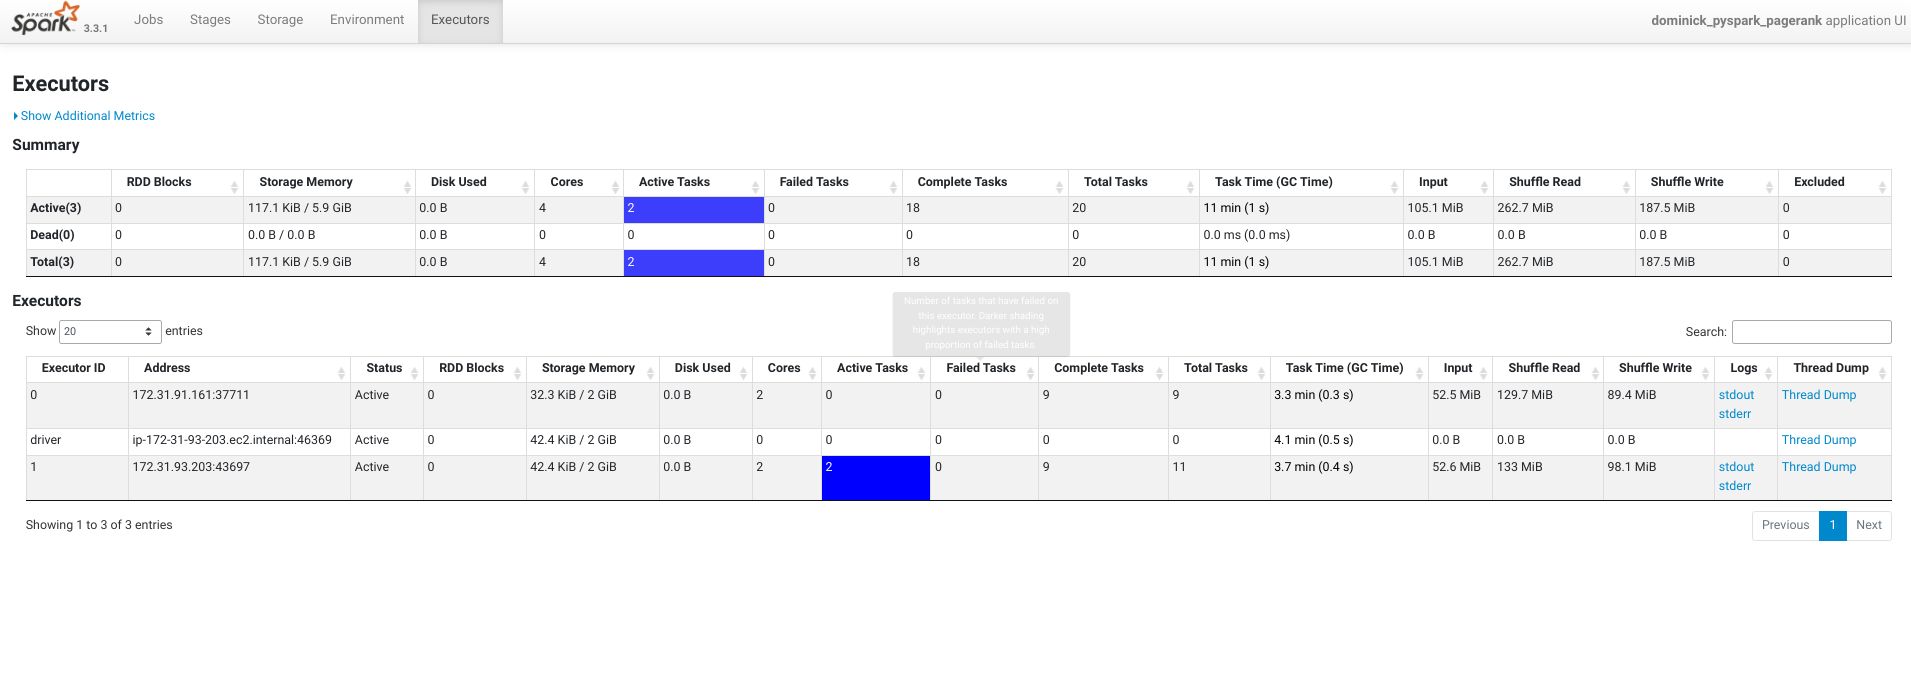 APACHE
Spark 3.3.1 Jobs Stages Storage Environment Executors dominick_pyspark_pagerank application UI
Executors
Show Additional Metrics
Summary
RDD Blocks Storage Memory Disk Used Cores Active Tasks Failed Tasks Complete Tasks Total Tasks Task Time (GC Time) Input Shuffle Read Shuffle Write Excluded
Active(3) 0 117.1 KiB / 5.9 GiB 0.0 B 4 2 0 18 20 11 min (1 s) 105.1 MiB 262.7 MiB 187.5 MiB 0
Dead(0) 0 0.0 B / 0.0 B 0.0 B 0 0 0 0 0 0.0 ms (0.0 ms) 0.0 B 0.0 B 0.0 B 0
Total(3) 0 117.1 KiB / 5.9 GiB 0.0 B 4 2 0 18 20 11 min (1 s) 105.1 MiB 262.7 MiB 187.5 MiB 0
Executors
Number of tasks that have failed on
this executor. Darker shading
highlights executors with a high
proportion of failed tasks.
Show 20 entries Search:
Executor ID Address Status RDD Blocks Storage Memory Disk Used Cores Active Tasks Failed Tasks Complete Tasks Total Tasks Task Time (GC Time) Input Shuffle Read Shuffle Write Logs Thread Dump
0 172.31.91.161:37711 Active 0 32.3 KiB / 2 GiB 0.0 B 2 0 0 9 9 3.3 min (0.3 s) 52.5 MiB 129.7 MiB 89.4 MiB stdout Thread Dump
stderr
driver ip-172-31-93-203.ec2.internal:46369 Active 0 42.4 KiB / 2 GiB 0.0 B 0 0 0 0 0 4.1 min (0.5 s) 0.0 B 0.0 B 0.0 B Thread Dump
1 172.31.93.203:43697 Active 0 42.4 KiB / 2 GiB 0.0 B 2 2 0 9 11 3.7 min (0.4 s) 52.6 MiB 133 MiB 98.1 MiB stdout Thread Dump
stderr
Showing 1 to 3 of 3 entries Previous 1 Next